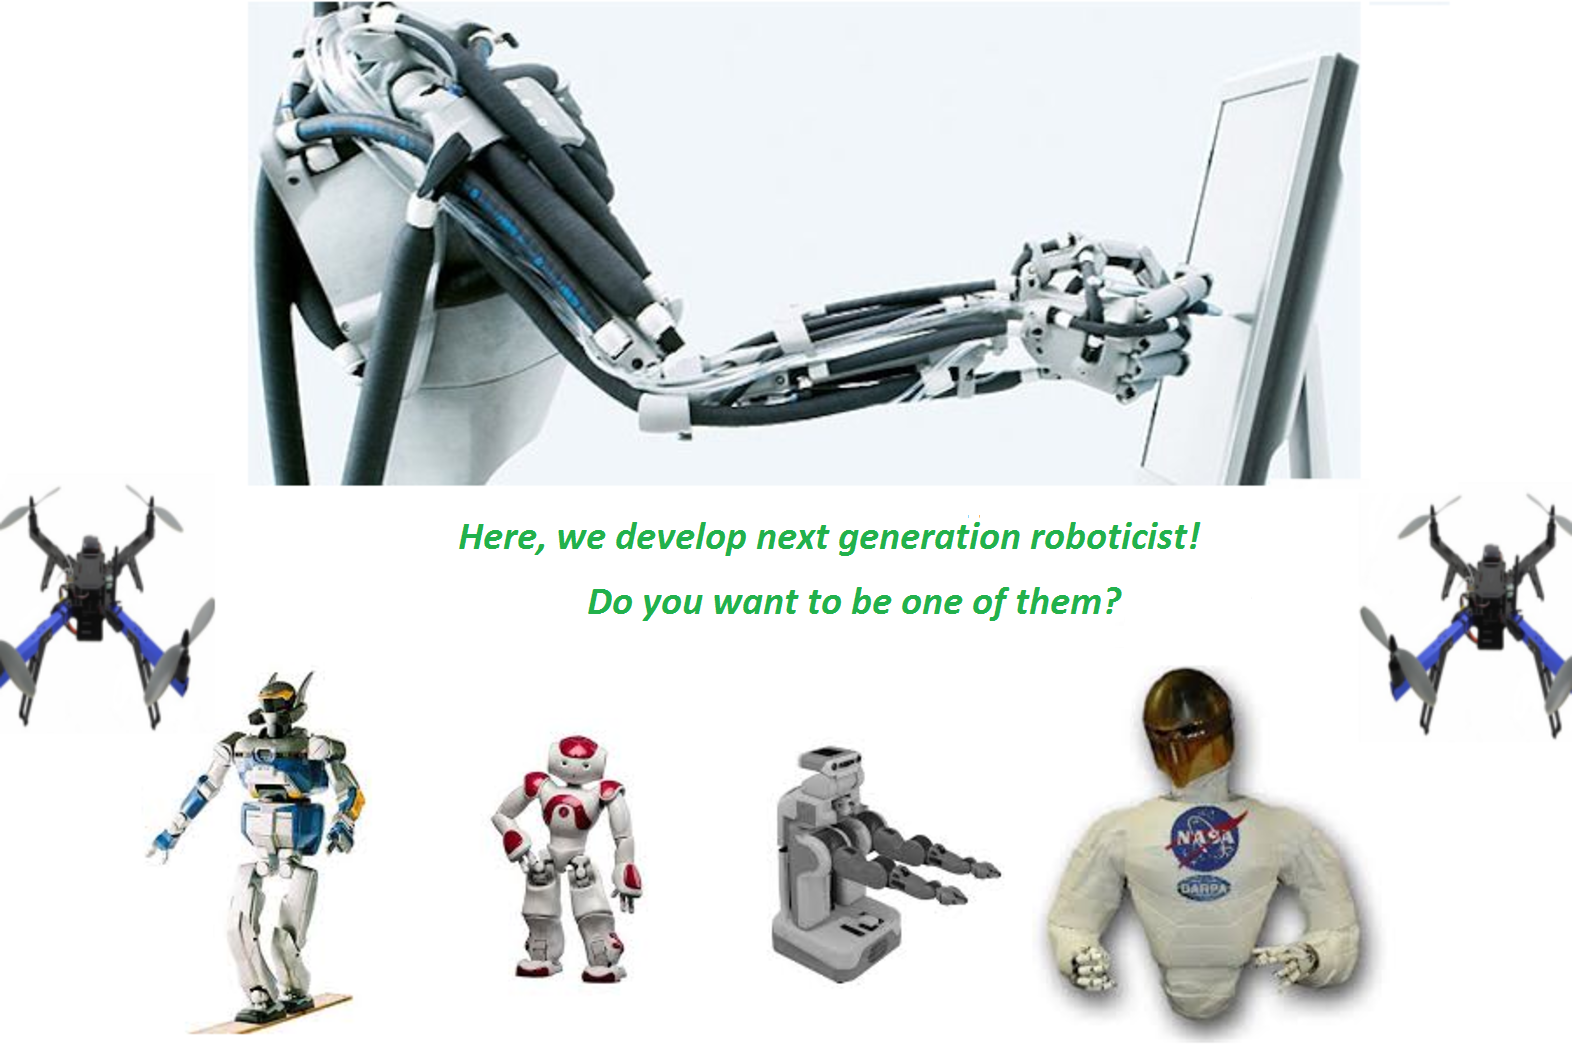 Here, we develop next generation roboticist!
Do you want to be one of them?
NASA
DARPA